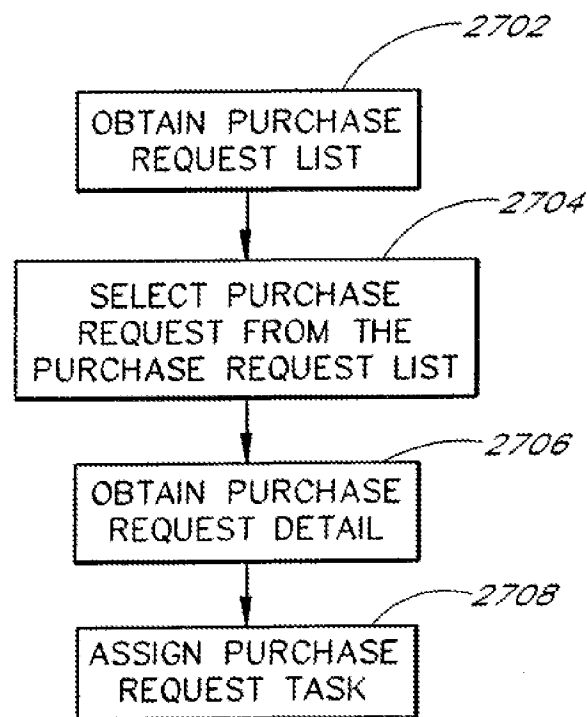 2702
OBTAIN PURCHASE
REQUEST LIST
2704
SELECT PURCHASE
REQUEST FROM THE
PURCHASE REQUEST LIST
2706
OBTAIN PURCHASE
REQUEST DETAIL
2708
ASSIGN PURCHASE
REQUEST TASK